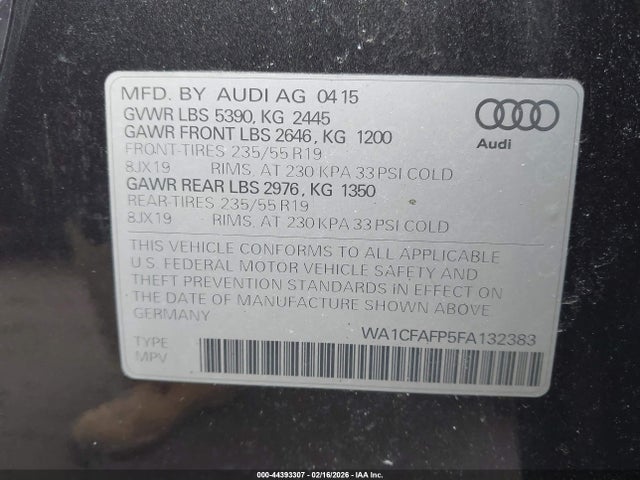 MFD. BY AUDI AG 04 15
GVWR LBS 5390, KG 2445
GAWR FRONT LBS 2646, KG 1200
FRONT-TIRES 235/55 R19
8JX19 RIMS, AT 230 KPA 33 PSI COLD
GAWR REAR LBS 2976, KG 1350
REAR-TIRES 235/55 R19
8JX19 RIMS, AT 230 KPA 33 PSI COLD
THIS VEHICLE CONFORMS TO ALL APPLICABLE
U.S. FEDERAL MOTOR VEHICLE SAFETY AND
THEFT PREVENTION STANDARDS IN EFFECT ON
THE DATE OF MANUFACTURE SHOWN ABOVE
GERMANY
Audi
WA1CFAFP5FA132383
TYPE
MPV
000-44393307 - 02/16/2026 - IAA Inc.